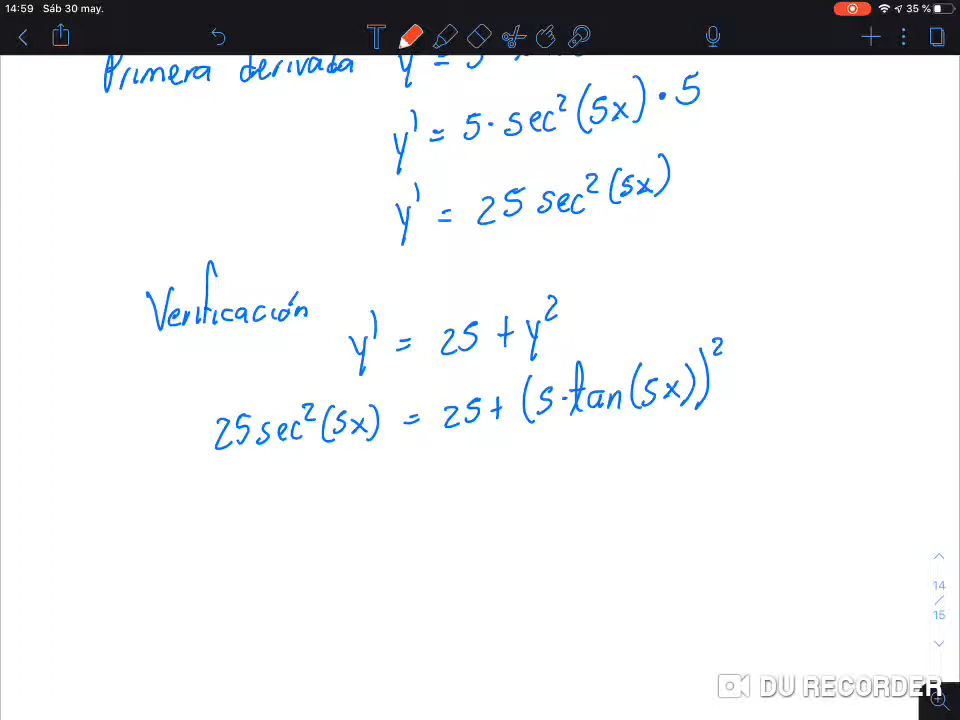 14:59 Sáb 30 may. 35 %
T
Primera derivada
y' = 5 · sec²(5x) · 5
y' = 25 sec²(5x)
Verificación
y' = 25 + y²
25sec²(5x) = 25 + (5·tan(5x))²
14
/
15
DU RECORDER